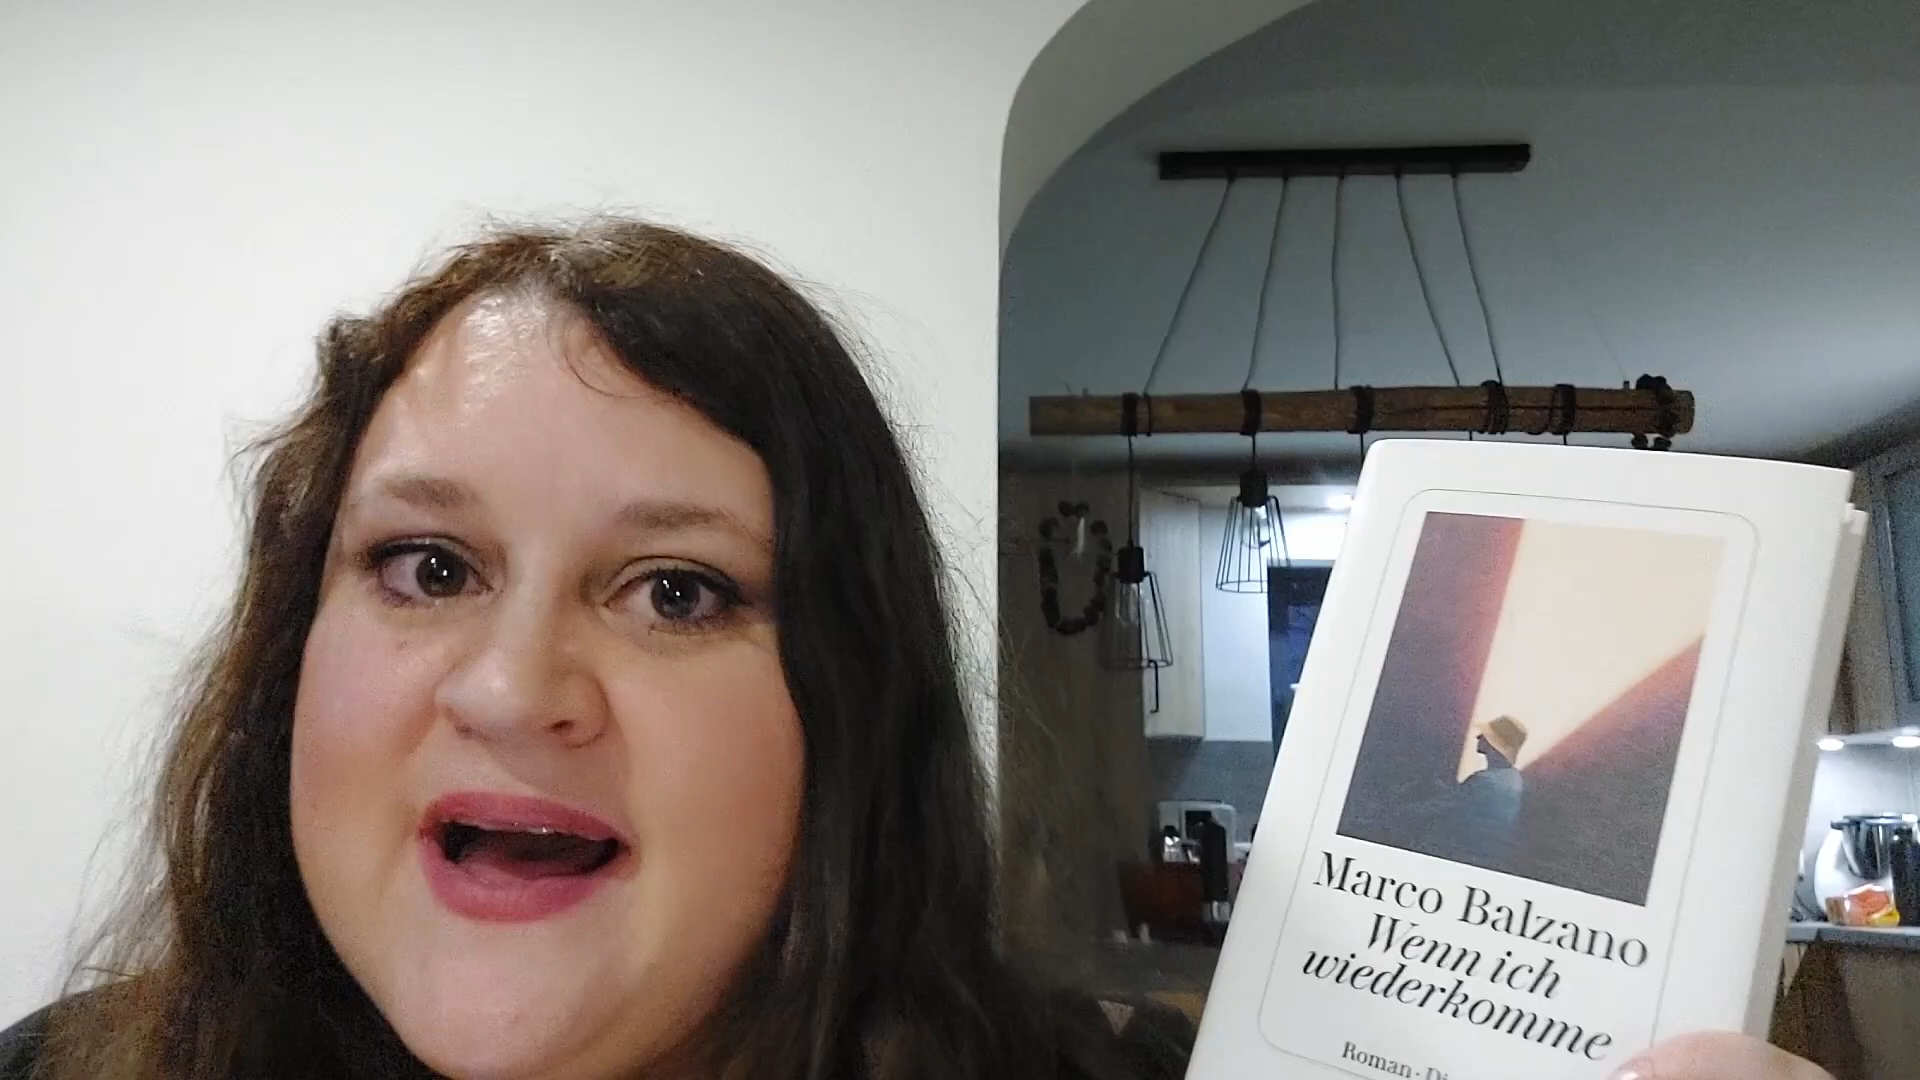 Marco Balzano
Wenn ich
wiederkomme
Roman ·